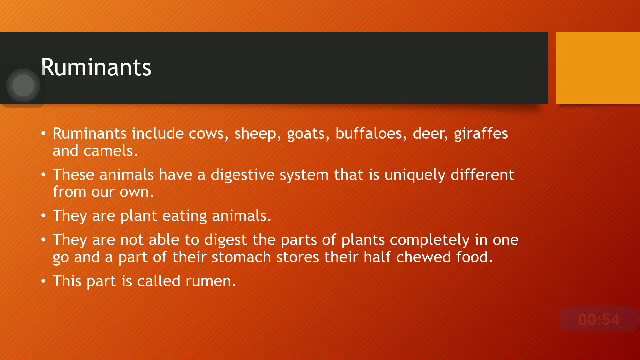 Ruminants
• Ruminants include cows, sheep, goats, buffaloes, deer, giraffes
and camels.
• These animals have a digestive system that is uniquely different
from our own.
• They are plant eating animals.
• They are not able to digest the parts of plants completely in one
go and a part of their stomach stores their half chewed food.
• This part is called rumen.
00:54